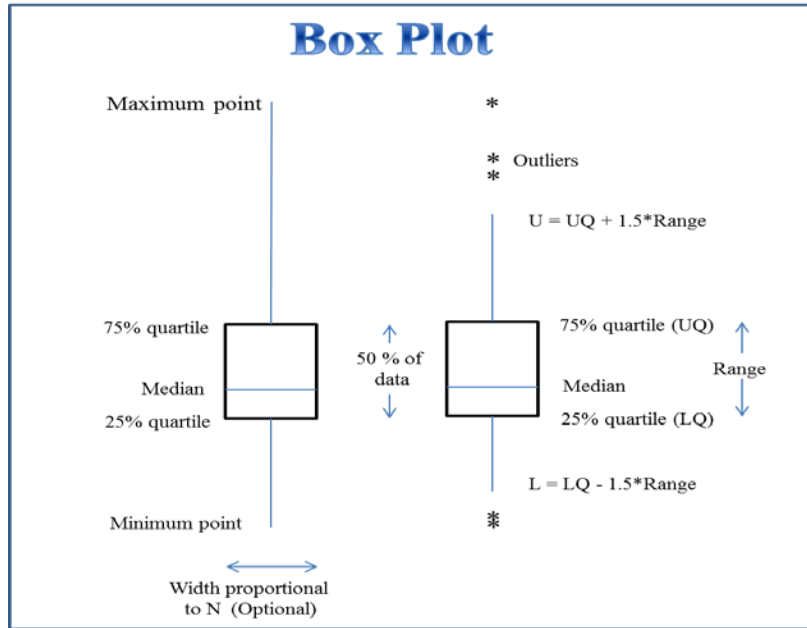 Box Plot
Maximum point
*
*
*
Outliers
U = UQ + 1.5*Range
75% quartile
Median
25% quartile
50 % of
data
75% quartile (UQ)
Median
25% quartile (LQ)
Range
L = LQ - 1.5*Range
Minimum point
*
*
Width proportional
to N (Optional)